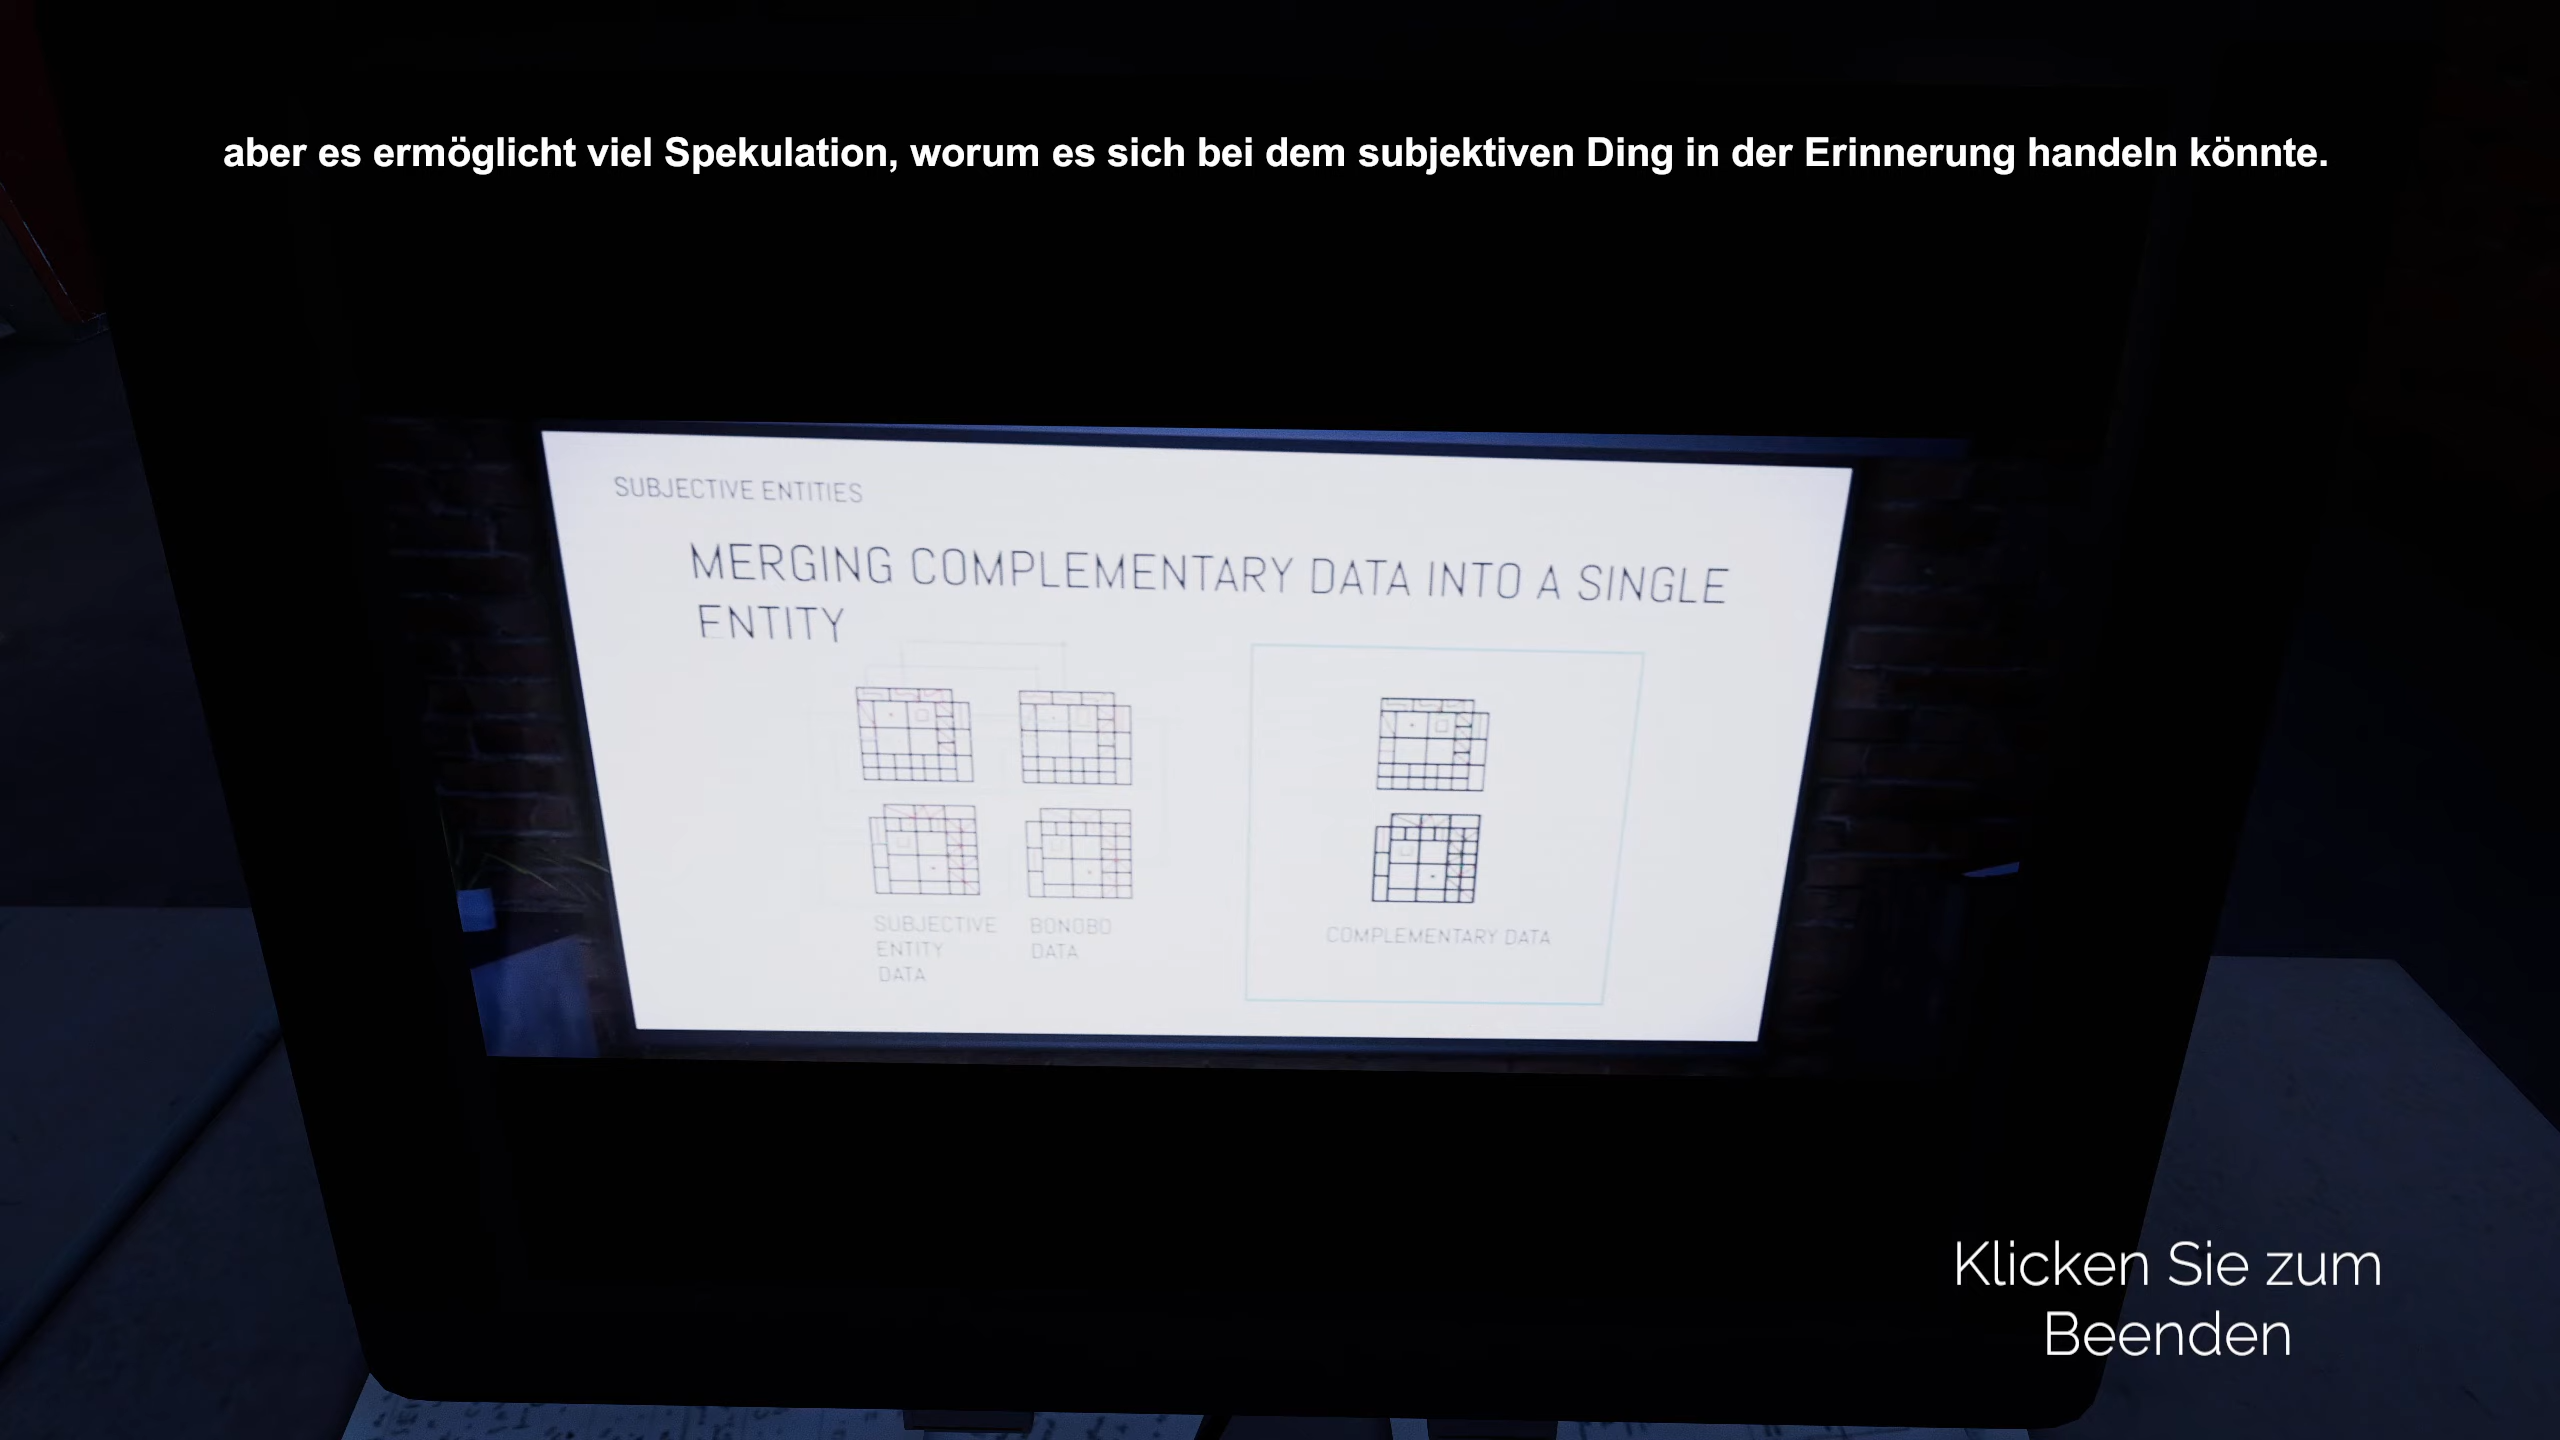 aber es ermöglicht viel Spekulation, worum es sich bei dem subjektiven Ding in der Erinnerung handeln könnte.
SUBJECTIVE ENTITIES
MERGING COMPLEMENTARY DATA INTO A SINGLE
ENTITY
SUBJECTIVE
ENTITY
DATA
BONOBO
DATA
COMPLEMENTARY DATA
Klicken Sie zum
Beenden